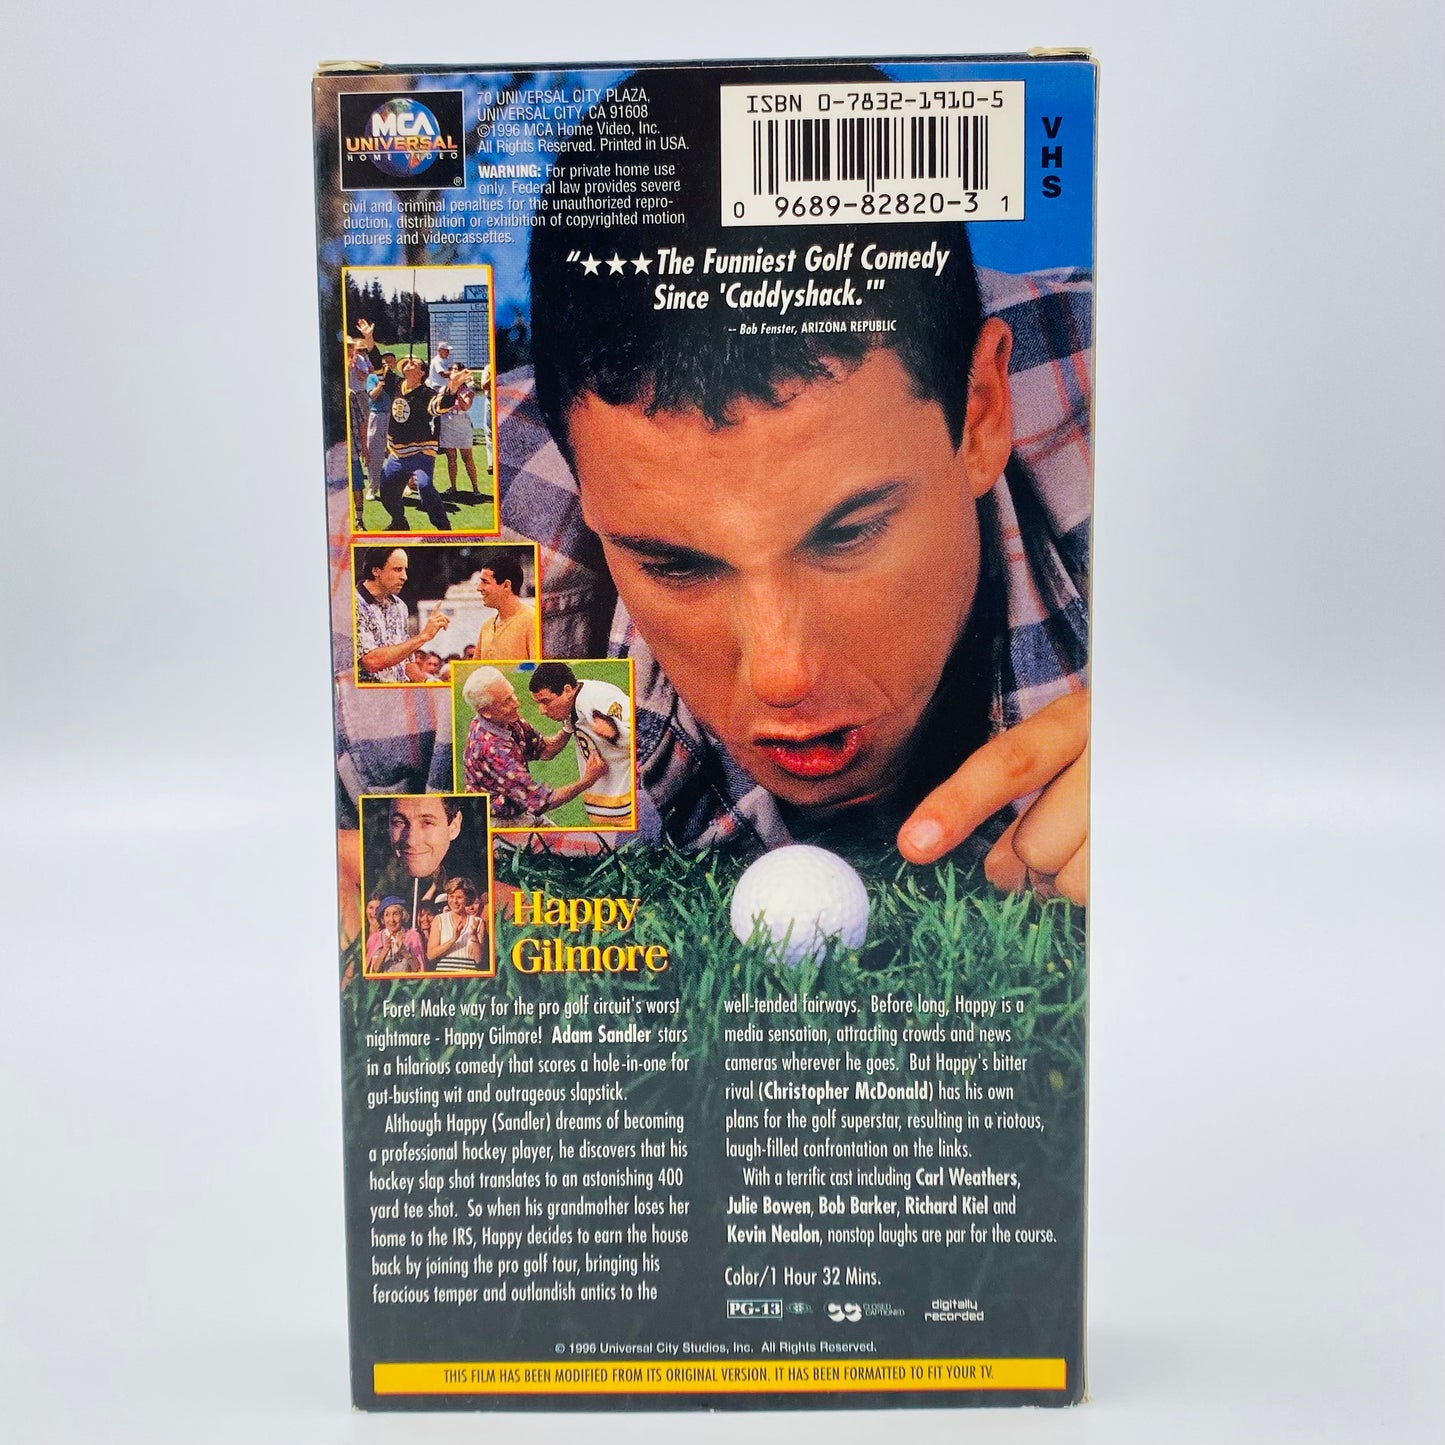 MCA
UNIVERSAL
HOME VIDEO
®
70 UNIVERSAL CITY PLAZA,
UNIVERSAL CITY, CA 91608
©1996 MCA Home Video, Inc.
All Rights Reserved. Printed in USA.
WARNING: For private home use
only. Federal law provides severe
civil and criminal penalties for the unauthorized repro-
duction, distribution or exhibition of copyrighted motion
pictures and videocassettes.
ISBN 0-7832-1910-5
0 9689-82820-3 1
VHS
"★★★The Funniest Golf Comedy
Since 'Caddyshack.'"
-- Bob Fenster, ARIZONA REPUBLIC
Happy
Gilmore
Fore! Make way for the pro golf circuit's worst
nightmare - Happy Gilmore! Adam Sandler stars
in a hilarious comedy that scores a hole-in-one for
gut-busting wit and outrageous slapstick.
Although Happy (Sandler) dreams of becoming
a professional hockey player, he discovers that his
hockey slap shot translates to an astonishing 400
yard tee shot. So when his grandmother loses her
home to the IRS, Happy decides to earn the house
back by joining the pro golf tour, bringing his
ferocious temper and outlandish antics to the
well-tended fairways. Before long, Happy is a
media sensation, attracting crowds and news
cameras wherever he goes. But Happy's bitter
rival (Christopher McDonald) has his own
plans for the golf superstar, resulting in a riotous,
laugh-filled confrontation on the links.
With a terrific cast including Carl Weathers,
Julie Bowen, Bob Barker, Richard Kiel and
Kevin Nealon, nonstop laughs are par for the course.
Color/1 Hour 32 Mins.
PG-13
CLOSED
CAPTIONED
digitally
recorded
© 1996 Universal City Studios, Inc. All Rights Reserved.
THIS FILM HAS BEEN MODIFIED FROM ITS ORIGINAL VERSION. IT HAS BEEN FORMATTED TO FIT YOUR TV.